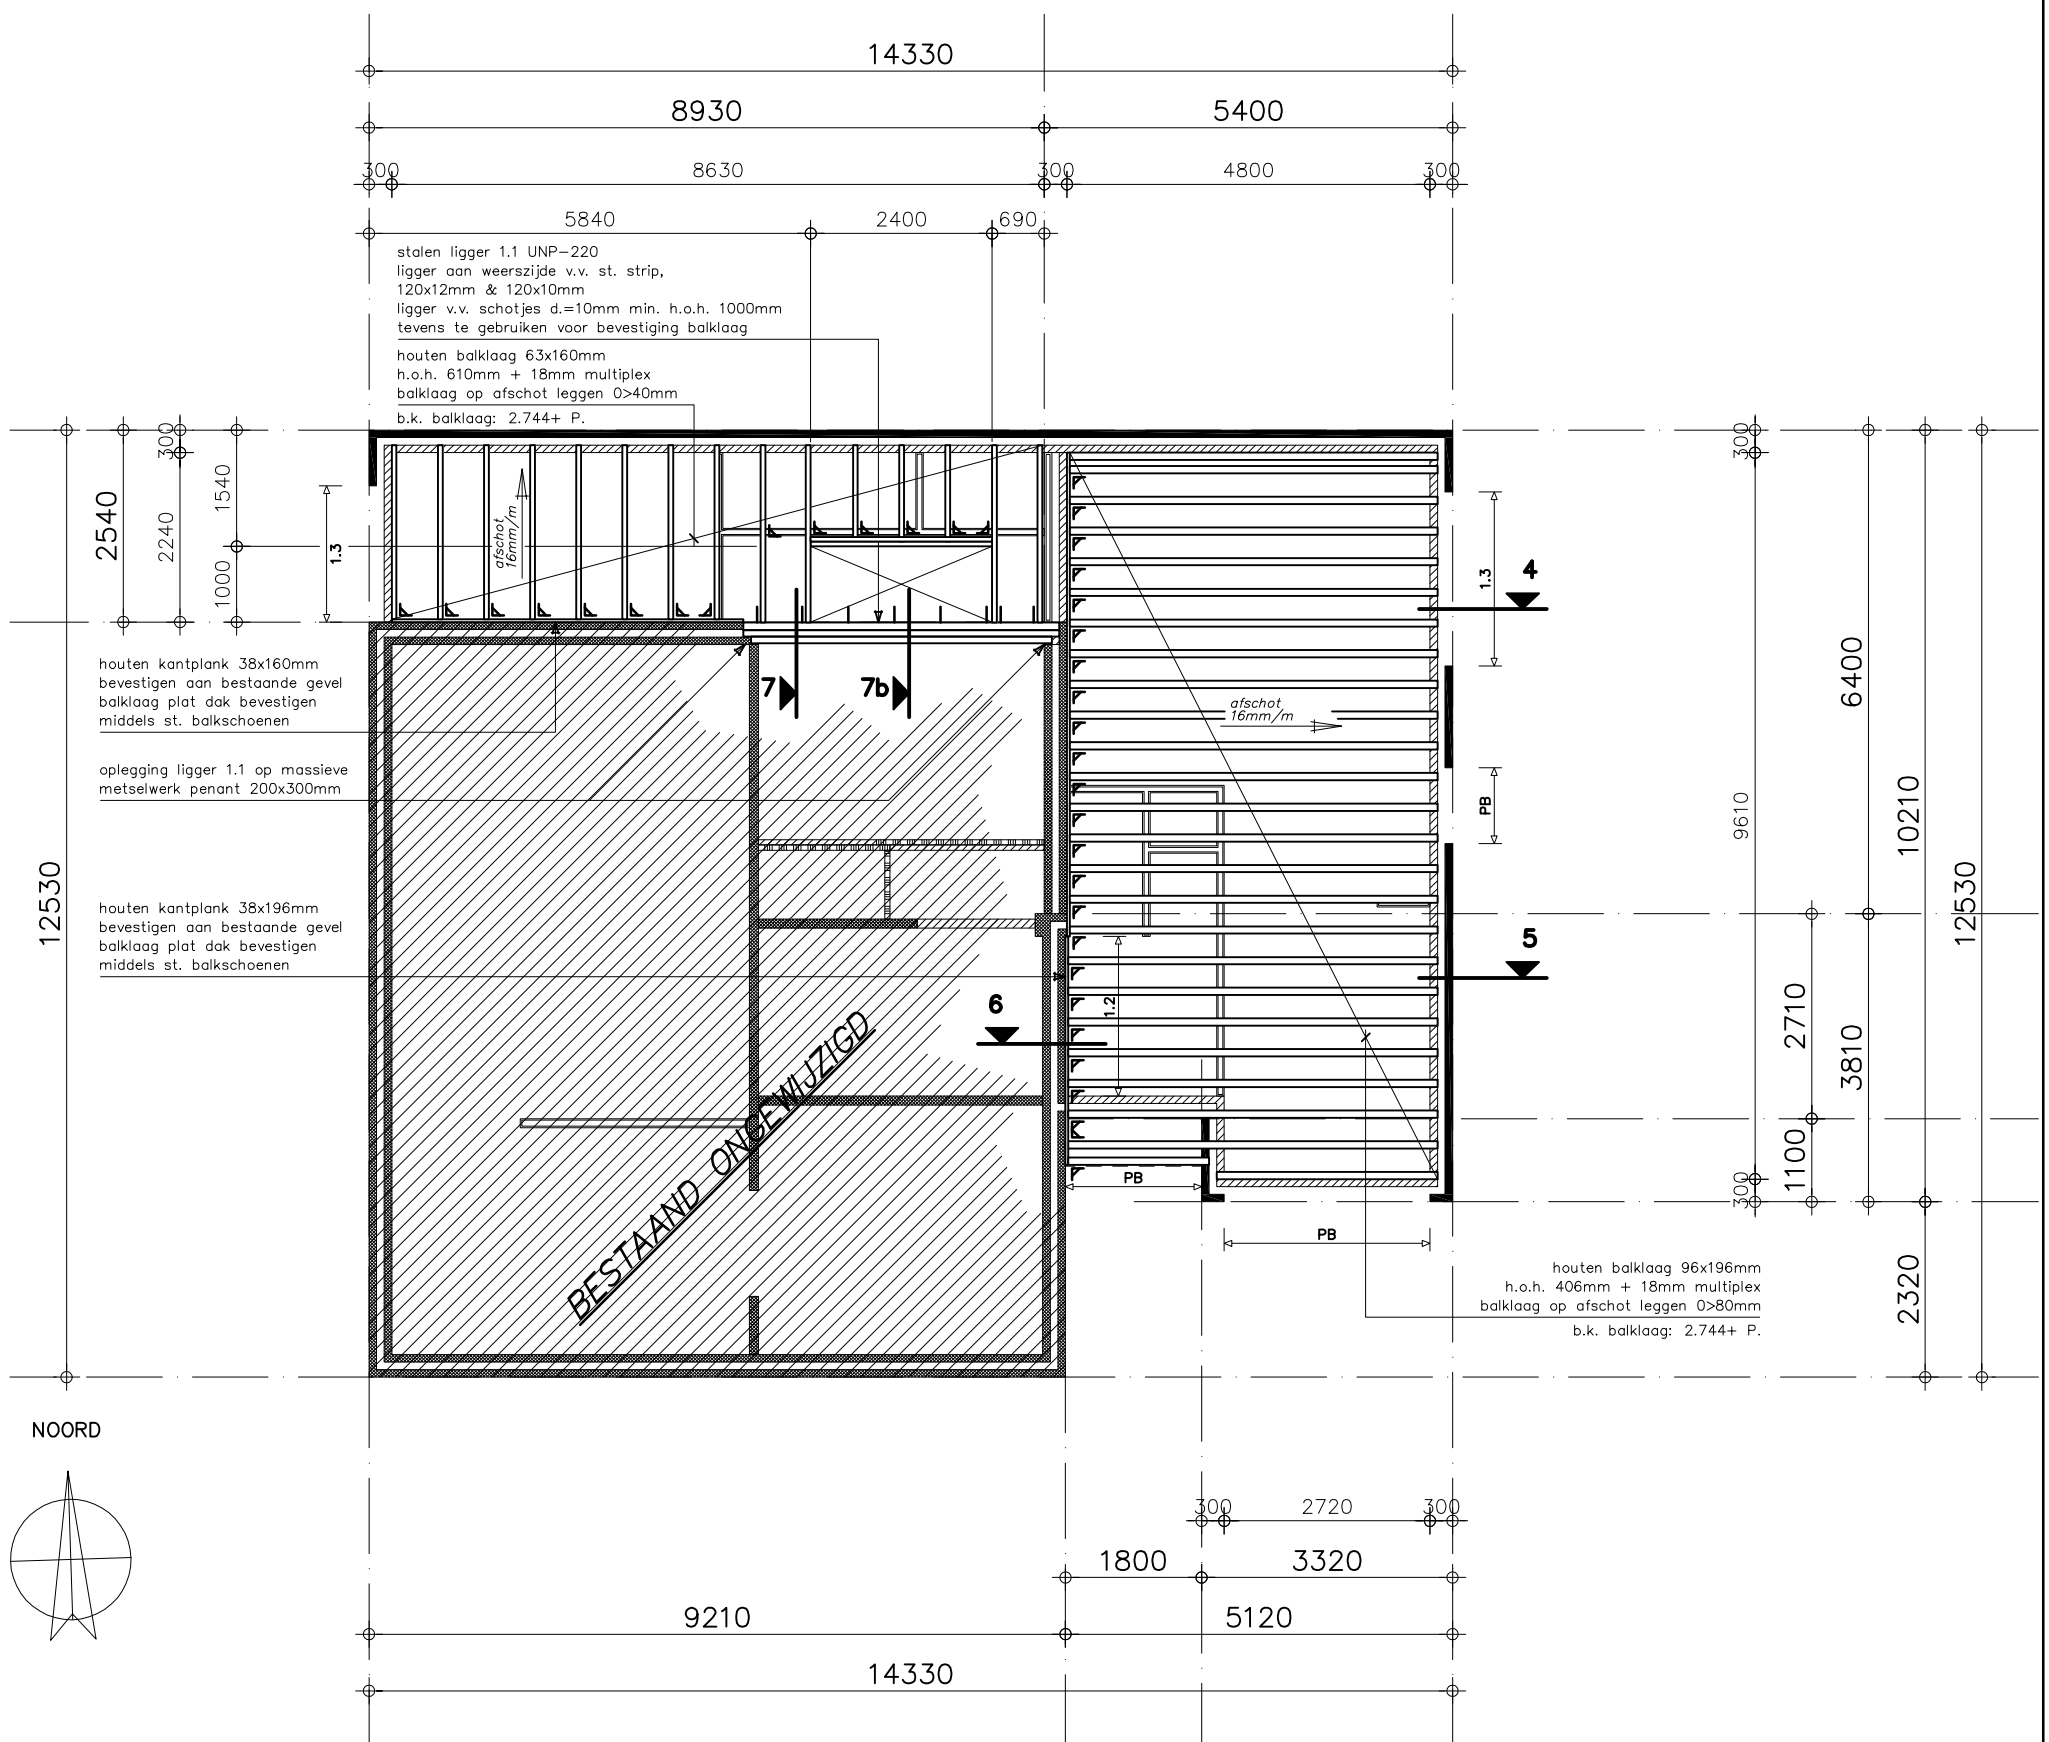 14330
8930 5400
300 8630 300 4800 300
5840 2400 690
stalen ligger 1.1 UNP-220
ligger aan weerszijde v.v. st. strip,
120x12mm & 120x10mm
ligger v.v. schotjes d.=10mm min. h.o.h. 1000mm
tevens te gebruiken voor bevestiging balklaag
houten balklaag 63x160mm
h.o.h. 610mm + 18mm multiplex
balklaag op afschot leggen 0>40mm
b.k. balklaag: 2.744+ P.
12530
2540
300
2240
1540
1000
1.3
afschot
16mm/m
houten kantplank 38x160mm
bevestigen aan bestaande gevel
balklaag plat dak bevestigen
middels st. balkschoenen
oplegging ligger 1.1 op massieve
metselwerk penant 200x300mm
houten kantplank 38x196mm
bevestigen aan bestaande gevel
balklaag plat dak bevestigen
middels st. balkschoenen
7
7b
6
BESTAAND ONGEWIJZIGD
afschot
16mm/m
1.2
PB
PB
1.3
PB
4
5
300
9610
300
2710
1100
6400
3810
10210
2320
12530
houten balklaag 96x196mm
h.o.h. 406mm + 18mm multiplex
balklaag op afschot leggen 0>80mm
b.k. balklaag: 2.744+ P.
NOORD
300 2720 300
1800 3320
9210 5120
14330